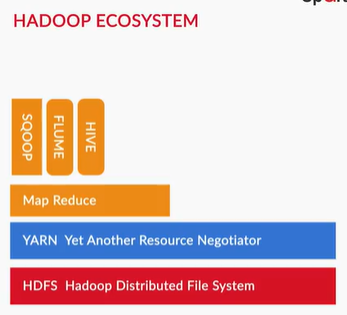 HADOOP ECOSYSTEM
SQOOP
FLUME
HIVE
Map Reduce
YARN Yet Another Resource Negotiator
HDFS Hadoop Distributed File System